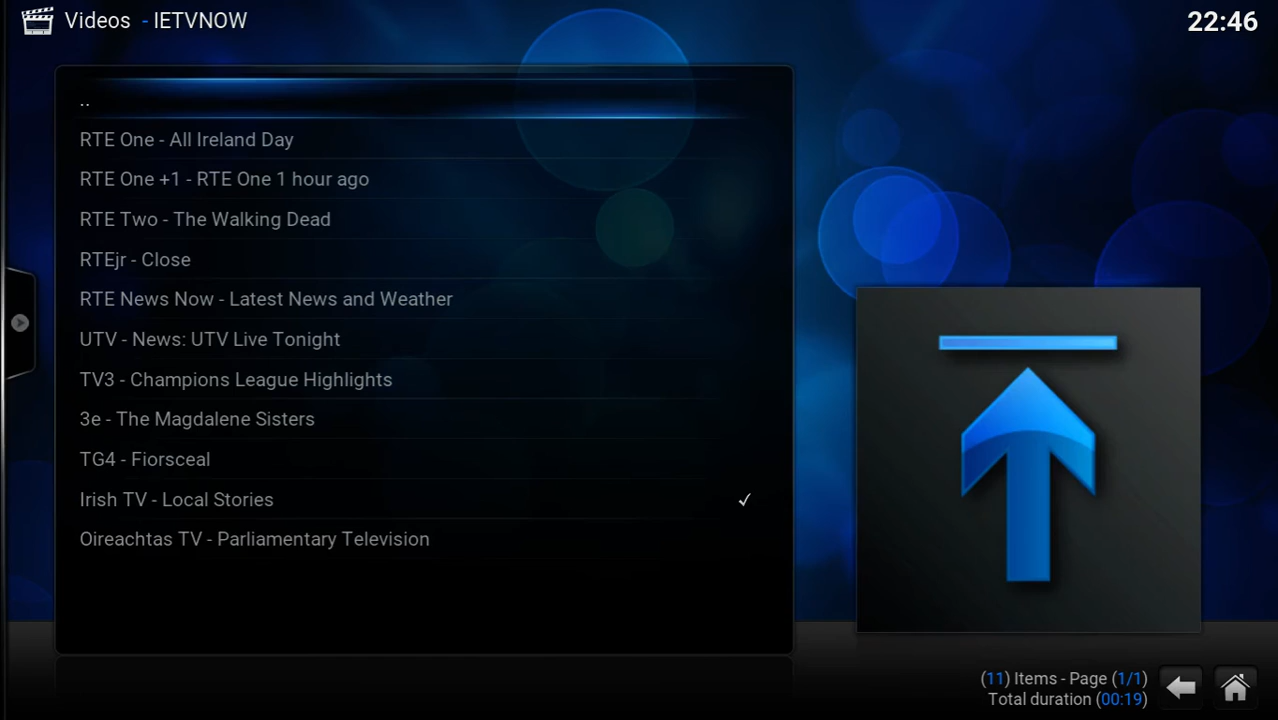 Videos - IETVNOW
22:46
..
RTE One - All Ireland Day
RTE One +1 - RTE One 1 hour ago
RTE Two - The Walking Dead
RTEjr - Close
RTE News Now - Latest News and Weather
UTV - News: UTV Live Tonight
TV3 - Champions League Highlights
3e - The Magdalene Sisters
TG4 - Fiorsceal
Irish TV - Local Stories
Oireachtas TV - Parliamentary Television
(11) Items - Page (1/1)
Total duration (00:19)